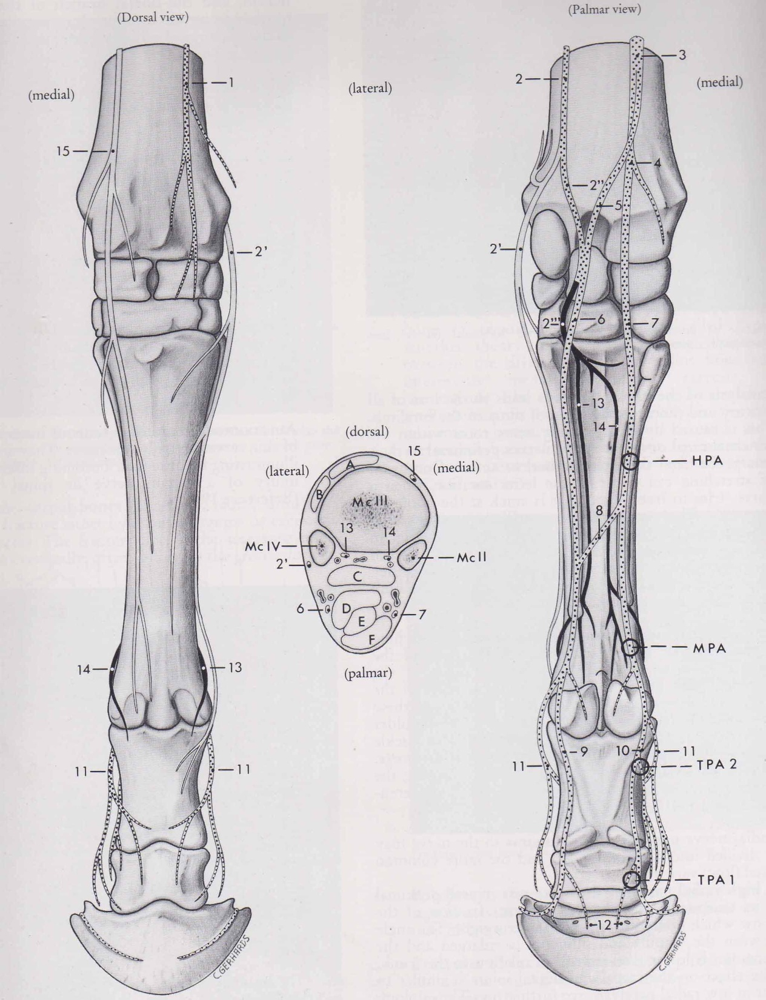 (Dorsal view)
(medial)
1
15
2'
14
13
11
11
C. GERHARDS
(Palmar view)
(lateral)
(medial)
2
3
4
2"
5
2'
2'''
6
7
13
14
HPA
8
MPA
9
10
11
11
TPA 2
TPA 1
12
C. GERHARDS
(dorsal)
(lateral)
(medial)
15
A
B
Mc III
13
14
Mc IV
Mc II
2'
C
6
D
7
E
F
(palmar)